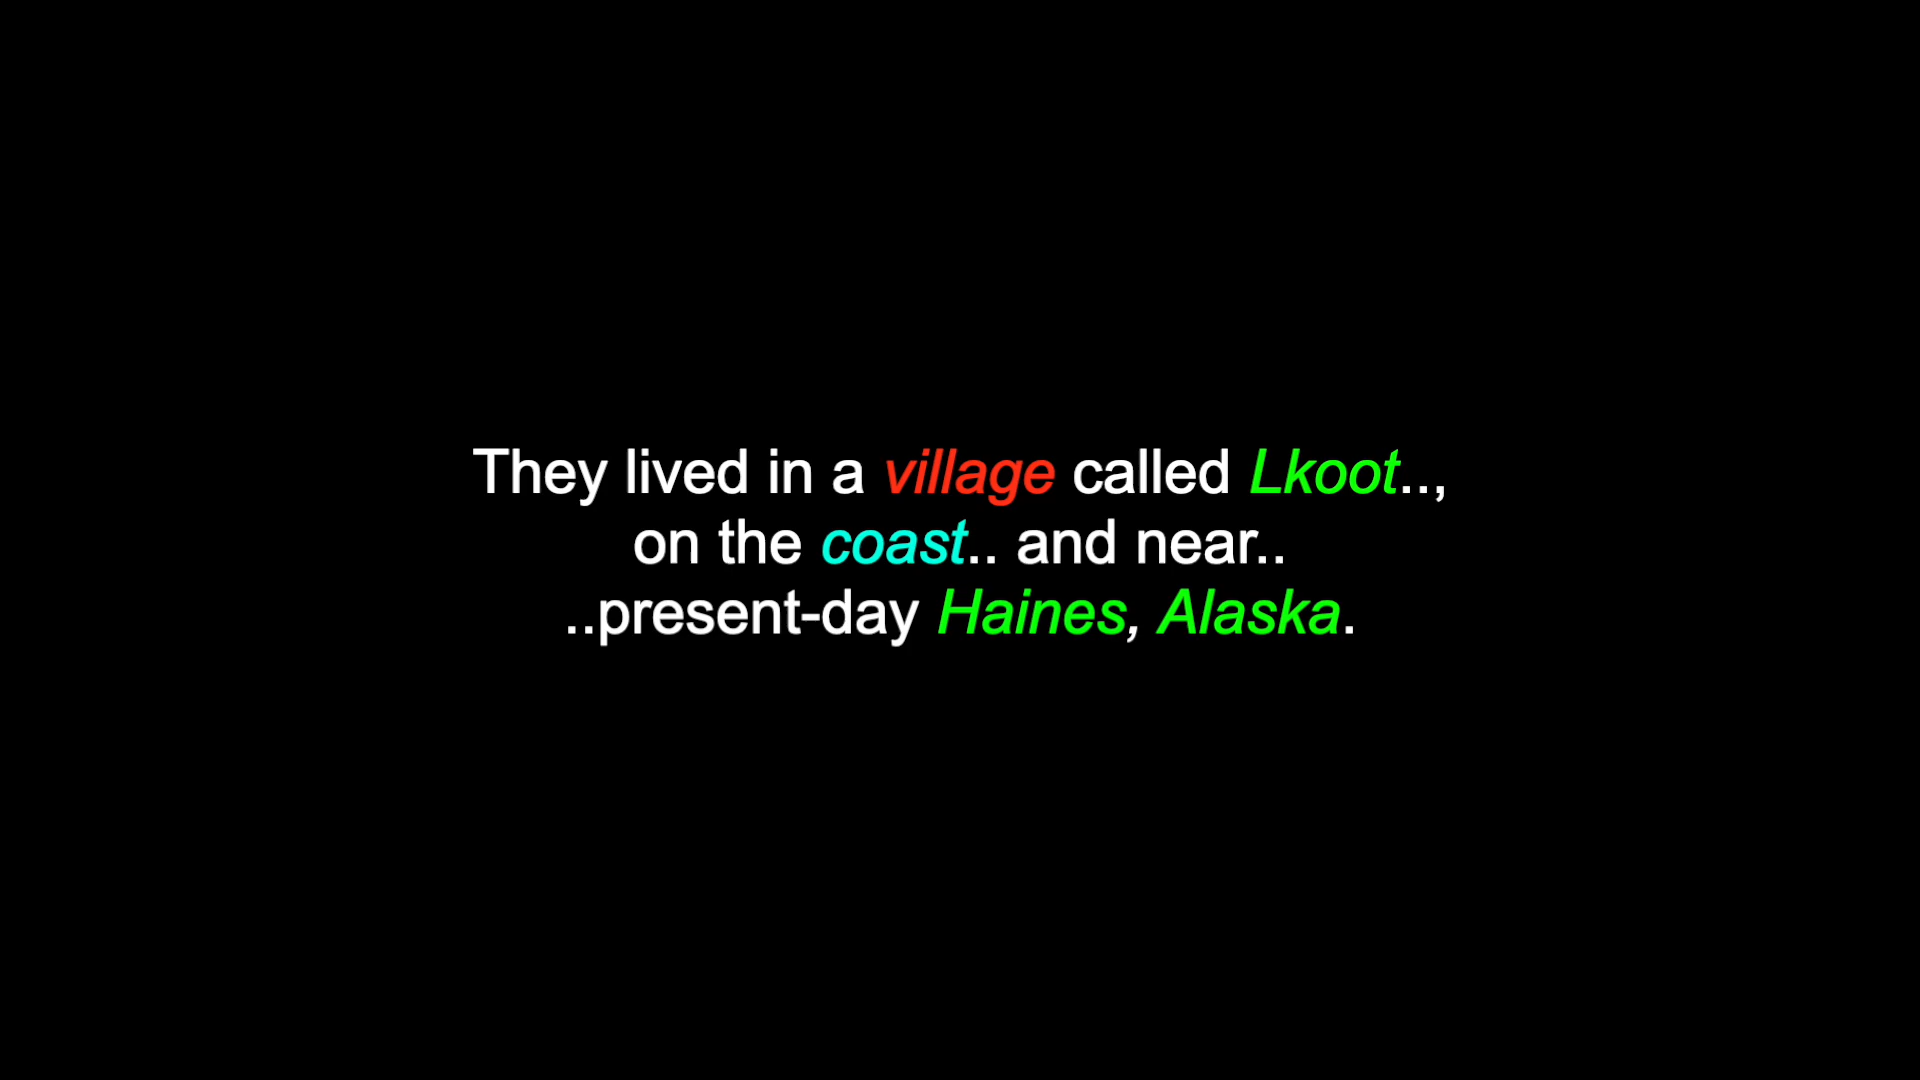 They lived in a village called Lkoot..,
on the coast.. and near..
..present-day Haines, Alaska.